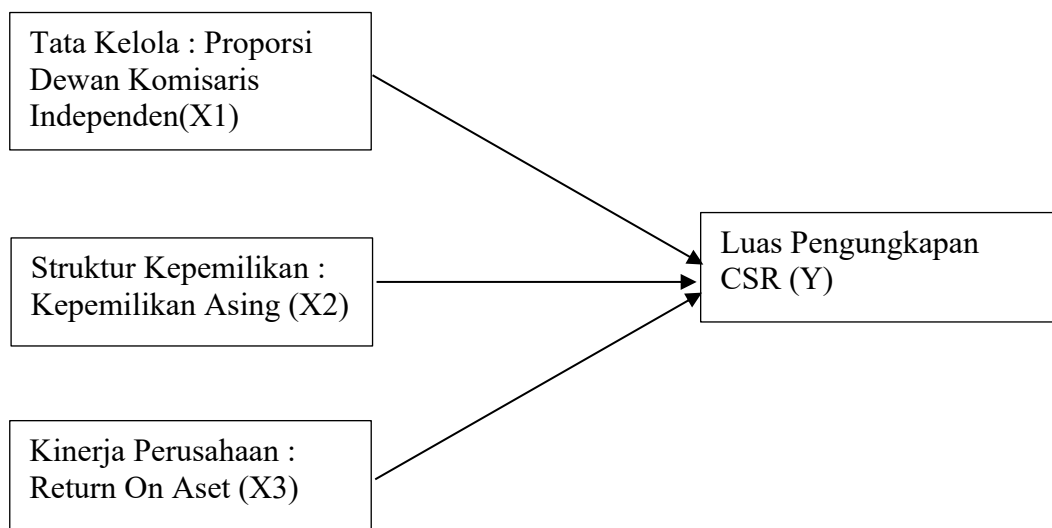 Tata Kelola : Proporsi
Dewan Komisaris
Independen(X1)
Struktur Kepemilikan :
Kepemilikan Asing (X2)
Luas Pengungkapan
CSR (Y)
Kinerja Perusahaan :
Return On Aset (X3)